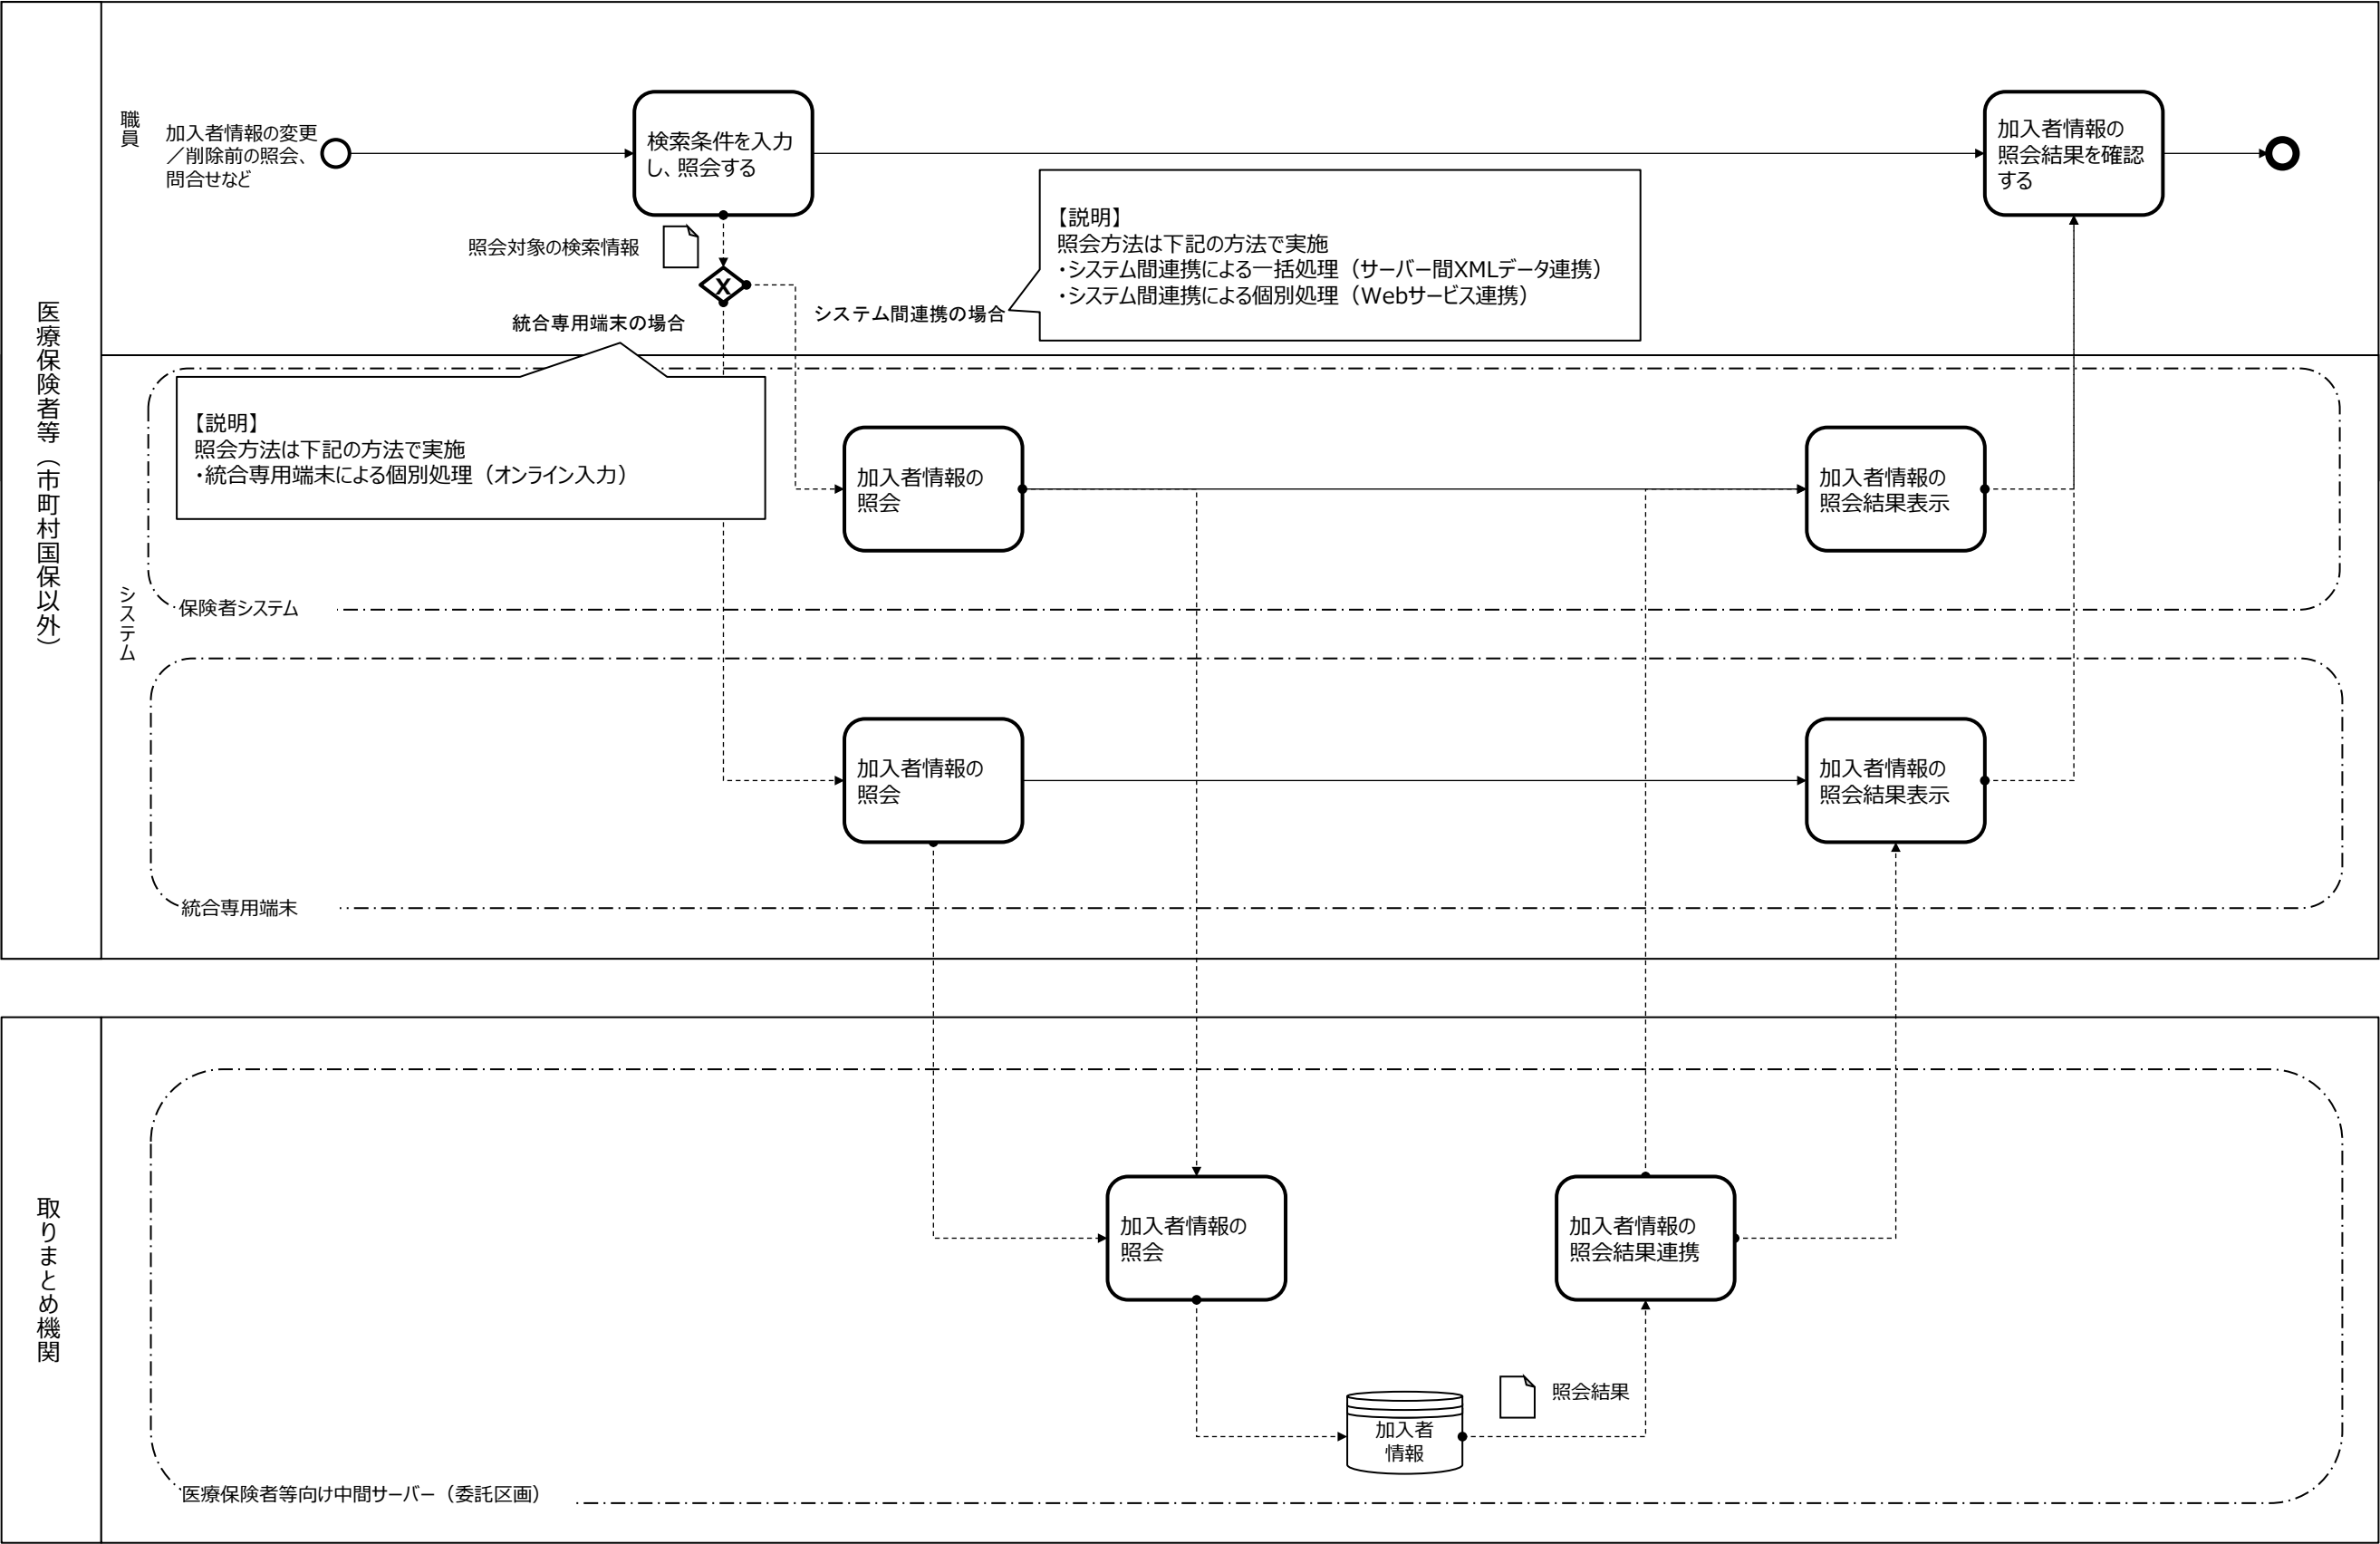 医療保険者等（市町村国保以外）
職員
加入者情報の変更
／削除前の照会、
問合せなど
検索条件を入力
し、照会する
加入者情報の
照会結果を確認
する
照会対象の検索情報
X
統合専用端末の場合
システム間連携の場合
【説明】
照会方法は下記の方法で実施
・システム間連携による一括処理（サーバー間XMLデータ連携）
・システム間連携による個別処理（Webサービス連携）
システム
【説明】
照会方法は下記の方法で実施
・統合専用端末による個別処理（オンライン入力）
加入者情報の
照会
加入者情報の
照会結果表示
保険者システム
加入者情報の
照会
加入者情報の
照会結果表示
統合専用端末
取りまとめ機関
加入者情報の
照会
加入者情報の
照会結果連携
加入者
情報
照会結果
医療保険者等向け中間サーバー（委託区画）